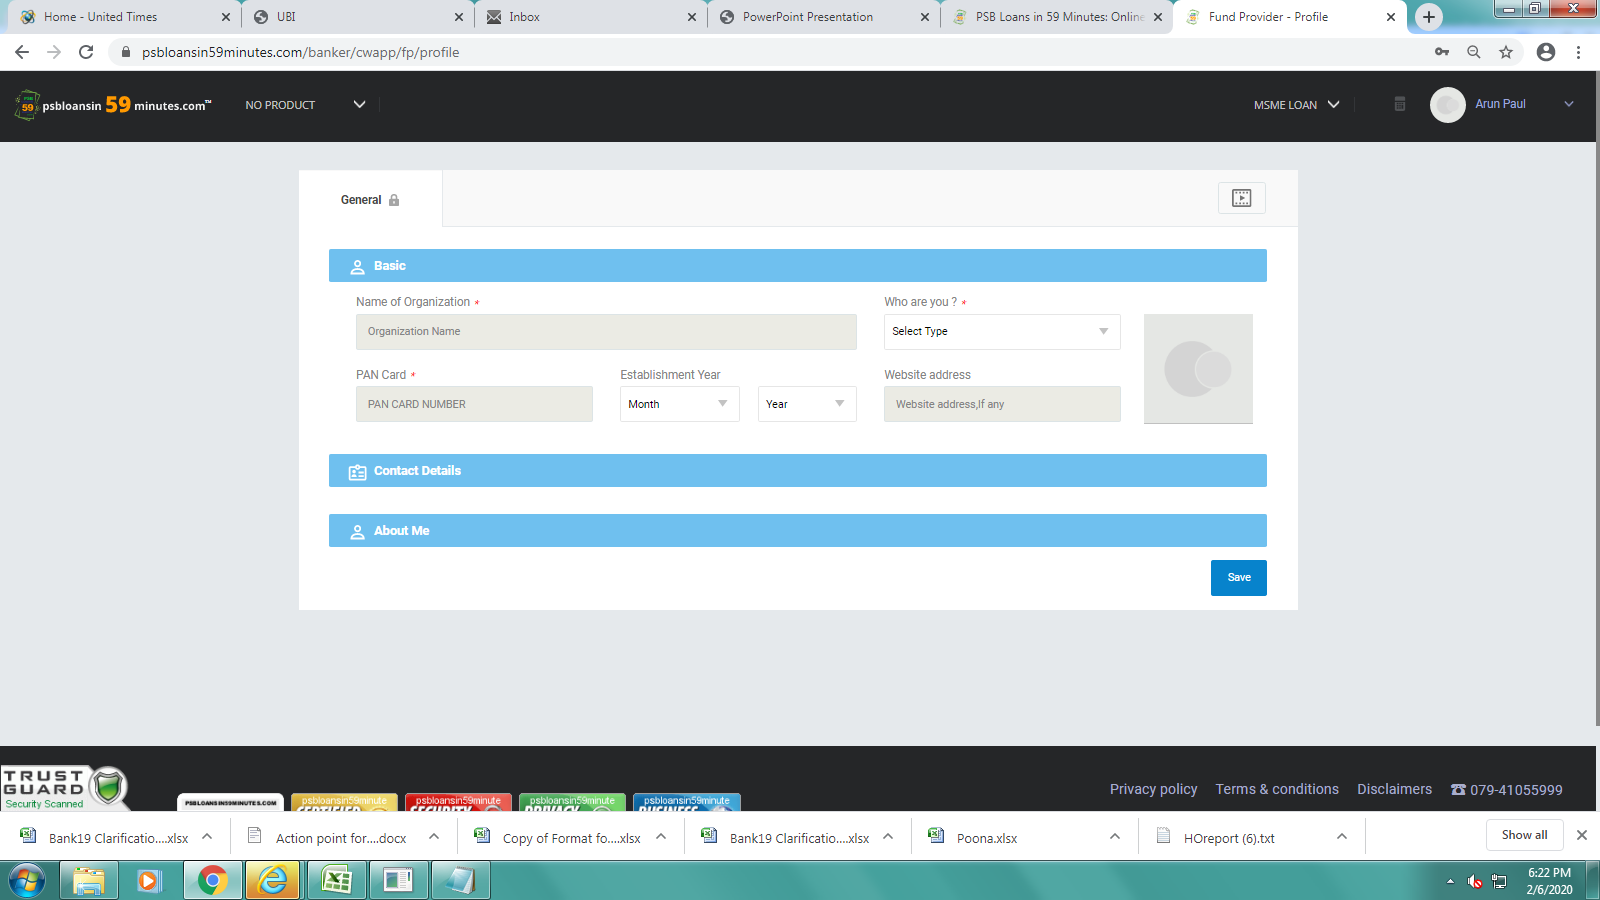 Home - United Times
UBI
Inbox
PowerPoint Presentation
PSB Loans in 59 Minutes: Online
Fund Provider - Profile
psbloansin59minutes.com/banker/cwapp/fp/profile
psbloansin 59 minutes.com™
NO PRODUCT
MSME LOAN
Arun Paul
General
Basic
Name of Organization *
Who are you ? *
Organization Name
Select Type
PAN Card *
Establishment Year
Website address
PAN CARD NUMBER
Month
Year
Website address,If any
Contact Details
About Me
Save
TRUST
GUARD
Security Scanned
PSBLOANSIN59MINUTES.COM
psbloansin59minute
CERTIFIED
psbloansin59minute
SECURITY
psbloansin59minute
PRIVACY
psbloansin59minute
BUSINESS
Privacy policy
Terms & conditions
Disclaimers
079-41055999
Bank19 Clarificatio....xlsx
Action point for....docx
Copy of Format fo....xlsx
Bank19 Clarificatio....xlsx
Poona.xlsx
HOreport (6).txt
Show all
6:22 PM
2/6/2020